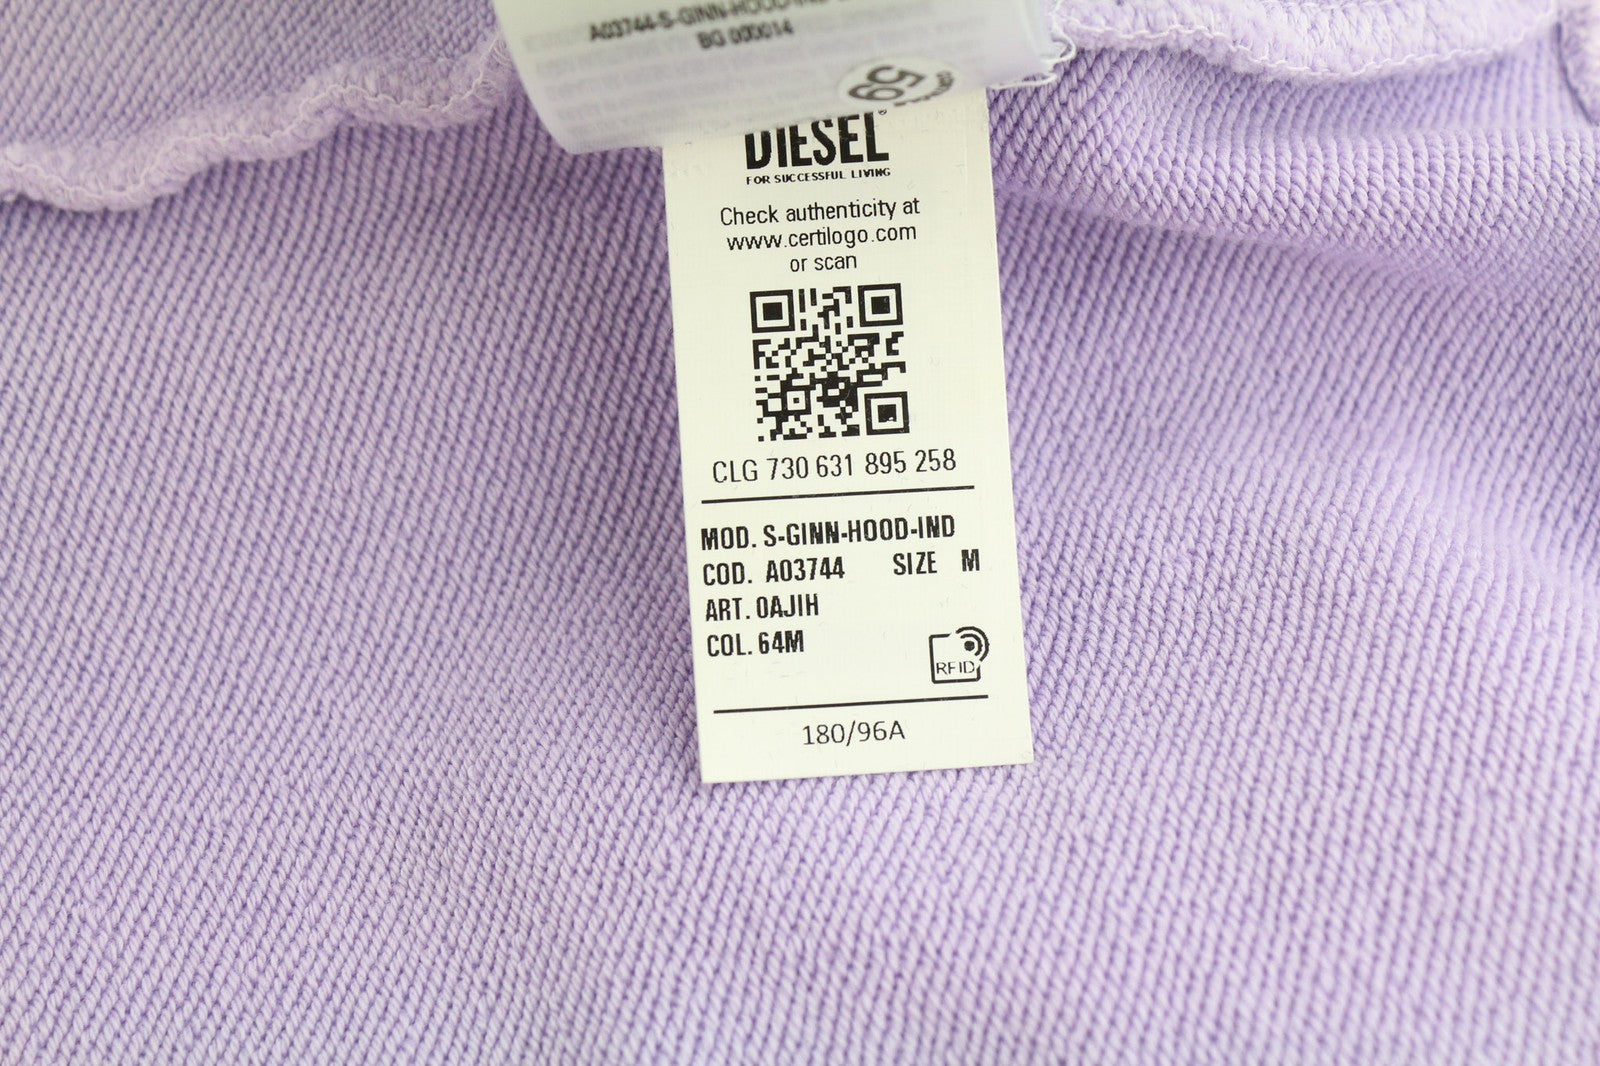 A03744-S-GINN-HOOD-IND
BG 000014
59
DIESEL®
FOR SUCCESSFUL LIVING
Check authenticity at
www.certilogo.com
or scan
CLG 730 631 895 258
MOD. S-GINN-HOOD-IND
COD. A03744 SIZE M
ART. 0AJIH
COL. 64M
RFID
180/96A